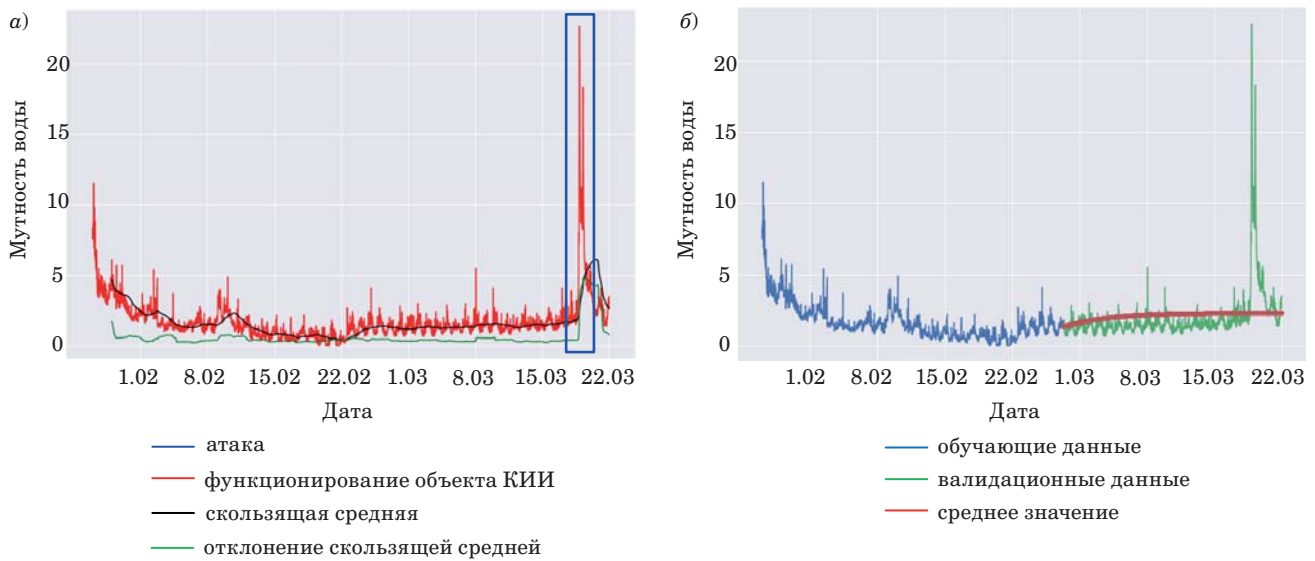 а)
Мутность воды
20
15
10
5
0
1.02 8.02 15.02 22.02 1.03 8.03 15.03 22.03
Дата
атака
функционирование объекта КИИ
скользящая средняя
отклонение скользящей средней
б)
Мутность воды
20
15
10
5
0
1.02 8.02 15.02 22.02 1.03 8.03 15.03 22.03
Дата
обучающие данные
валидационные данные
среднее значение